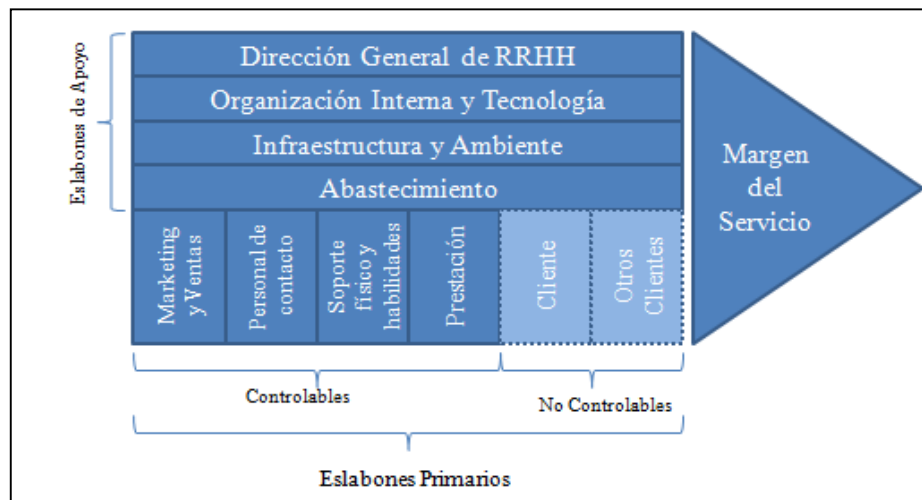 Eslabones de Apoyo
Dirección General de RRHH
Organización Interna y Tecnología
Infraestructura y Ambiente
Abastecimiento
Marketing
y Ventas
Personal de
contacto
Soporte
físico y
habilidades
Prestación
Cliente
Otros
Clientes
Margen
del
Servicio
Controlables
No Controlables
Eslabones Primarios